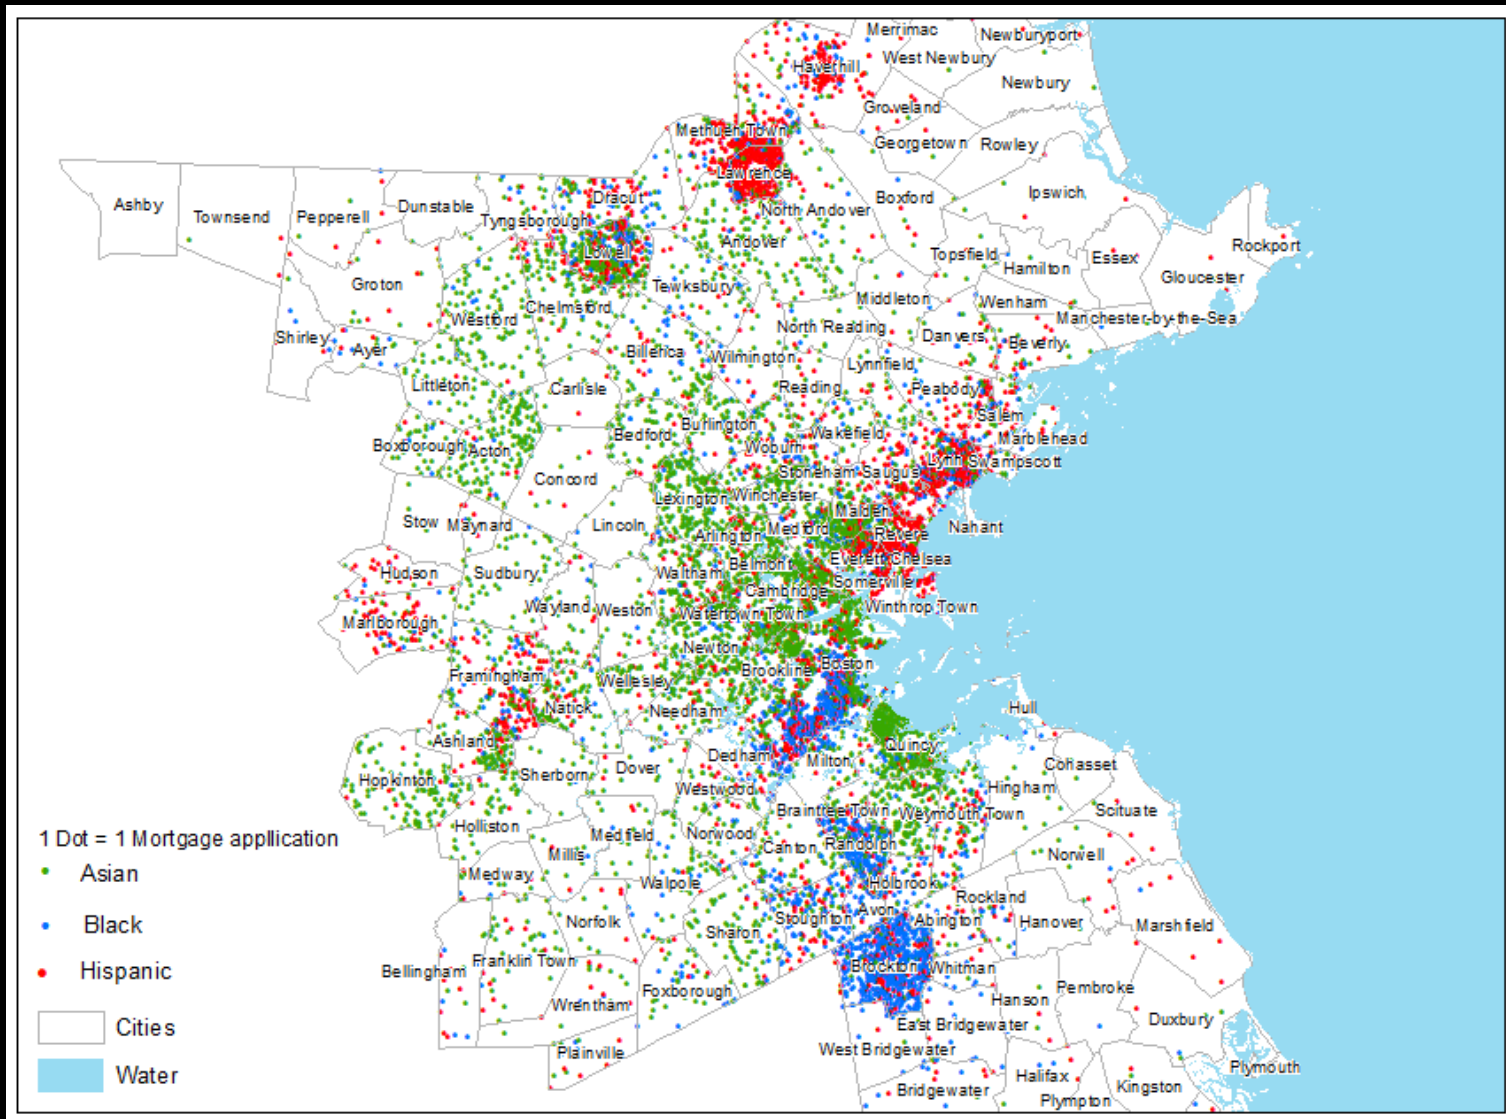 Merrimac
Newburyport
West Newbury
Haverhill
Newbury
Groveland
Methuen Town
Georgetown
Rowley
Lawrence
Ashby
Townsend
Pepperell
Dunstable
Dracut
Tyngsborough
North Andover
Boxford
Ipswich
Andover
Lowell
Rockport
Topsfield
Hamilton
Essex
Gloucester
Groton
Tewksbury
Chelmsford
Middleton
Wenham
Westford
North Reading
Danvers
Manchester-by-the-Sea
Shirley
Ayer
Billerica
Wilmington
Beverly
Lynnfield
Littleton
Carlisle
Reading
Peabody
Salem
Burlington
Bedford
Wakefield
Marblehead
Boxborough
Acton
Woburn
Lynn
Swampscott
Concord
Stoneham
Saugus
Lexington
Winchester
Malden
Stow
Maynard
Lincoln
Arlington
Medford
Revere
Nahant
Everett
Chelsea
Belmont
Hudson
Sudbury
Waltham
Somerville
Cambridge
Wayland
Weston
Watertown Town
Winthrop Town
Marlborough
Newton
Brookline
Boston
Framingham
Wellesley
Natick
Needham
Hull
Ashland
Dedham
Quincy
Milton
Hopkinton
Sherborn
Dover
Cohasset
Westwood
Hingham
Braintree Town
Weymouth Town
Scituate
Holliston
Medfield
Norwood
Canton
Randolph
Millis
Norwell
1 Dot = 1 Mortgage appllication
Asian
Black
Hispanic
Cities
Water
Medway
Walpole
Holbrook
Rockland
Norfolk
Stoughton
Avon
Abington
Hanover
Marshfield
Sharon
Franklin Town
Bellingham
Brockton
Whitman
Foxborough
Wrentham
Hanson
Pembroke
East Bridgewater
Duxbury
Plainville
West Bridgewater
Plymouth
Halifax
Bridgewater
Kingston
Plympton